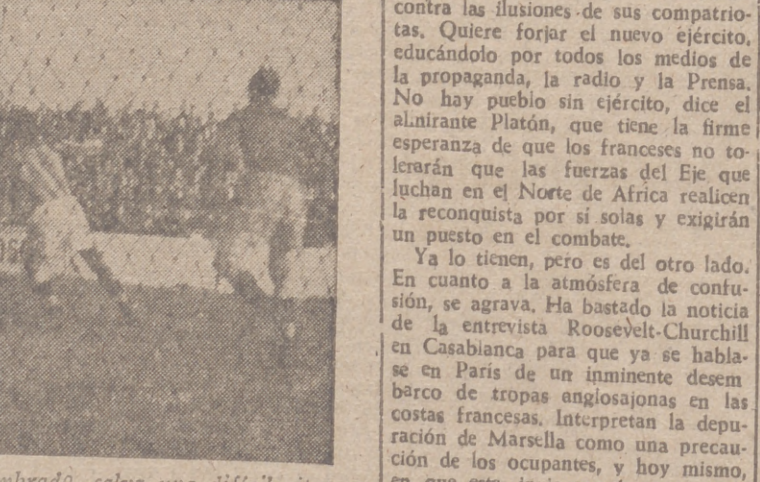 contra las ilusiones de sus compatrio-
tas. Quiere forjar el nuevo ejército,
educándolo por todos los medios de
la propaganda, la radio y la Prensa.
No hay pueblo sin ejército, dice el
almirante Platón, que tiene la firme
esperanza de que los franceses no to-
lerarán que las fuerzas del Eje que
luchan en el Norte de Africa realicen
la reconquista por si solas y exigirán
un puesto en el combate.
Ya lo tienen, pero es del otro lado.
En cuanto a la atmósfera de confu-
sión, se agrava. Ha bastado la noticia
de la entrevista Roosevelt-Churchill
en Casablanca para que ya se habla-
se en París de un inminente desem
barco de tropas anglosajonas en las
costas francesas. Interpretan la depu-
ración de Marsella como una precau-
ción de los ocupantes, y hoy mismo,